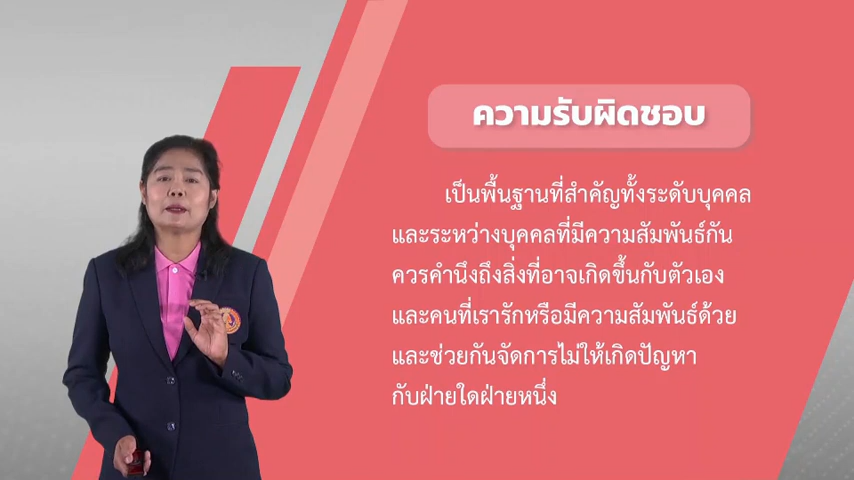 ความรับผิดชอบ
เป็นพื้นฐานที่สำคัญทั้งระดับบุคคล
และระหว่างบุคคลที่มีความสัมพันธ์กัน
ควรคำนึงถึงสิ่งที่อาจเกิดขึ้นกับตัวเอง
และคนที่เรารักหรือมีความสัมพันธ์ด้วย
และช่วยกันจัดการไม่ให้เกิดปัญหา
กับฝ่ายใดฝ่ายหนึ่ง